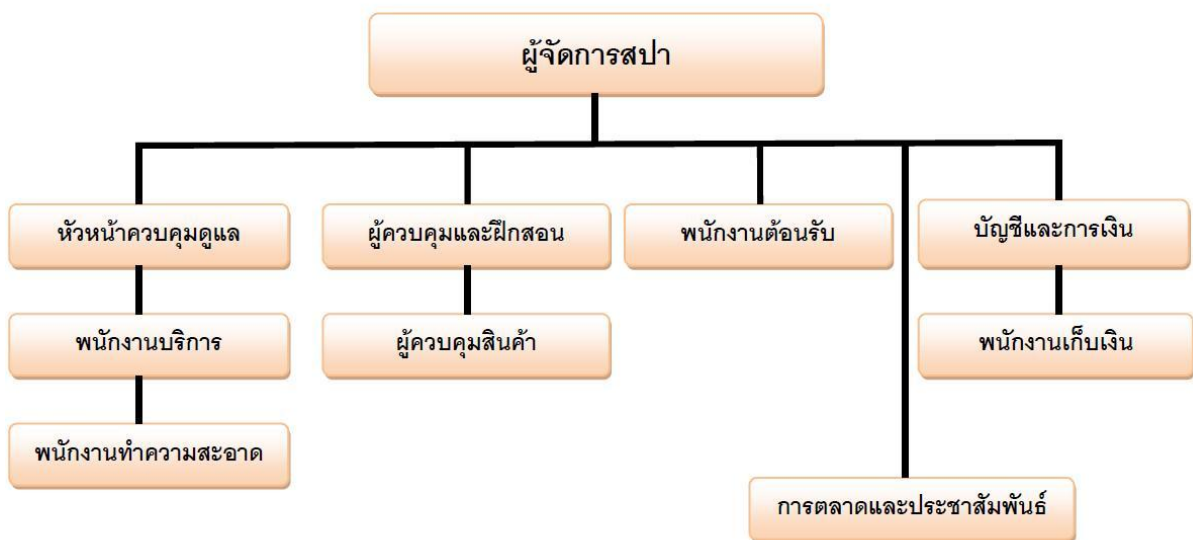 ผู้จัดการสปา
หัวหน้าควบคุมดูแล
ผู้ควบคุมและฝึกสอน
พนักงานต้อนรับ
บัญชีและการเงิน
พนักงานบริการ
ผู้ควบคุมสินค้า
พนักงานเก็บเงิน
พนักงานทำความสะอาด
การตลาดและประชาสัมพันธ์